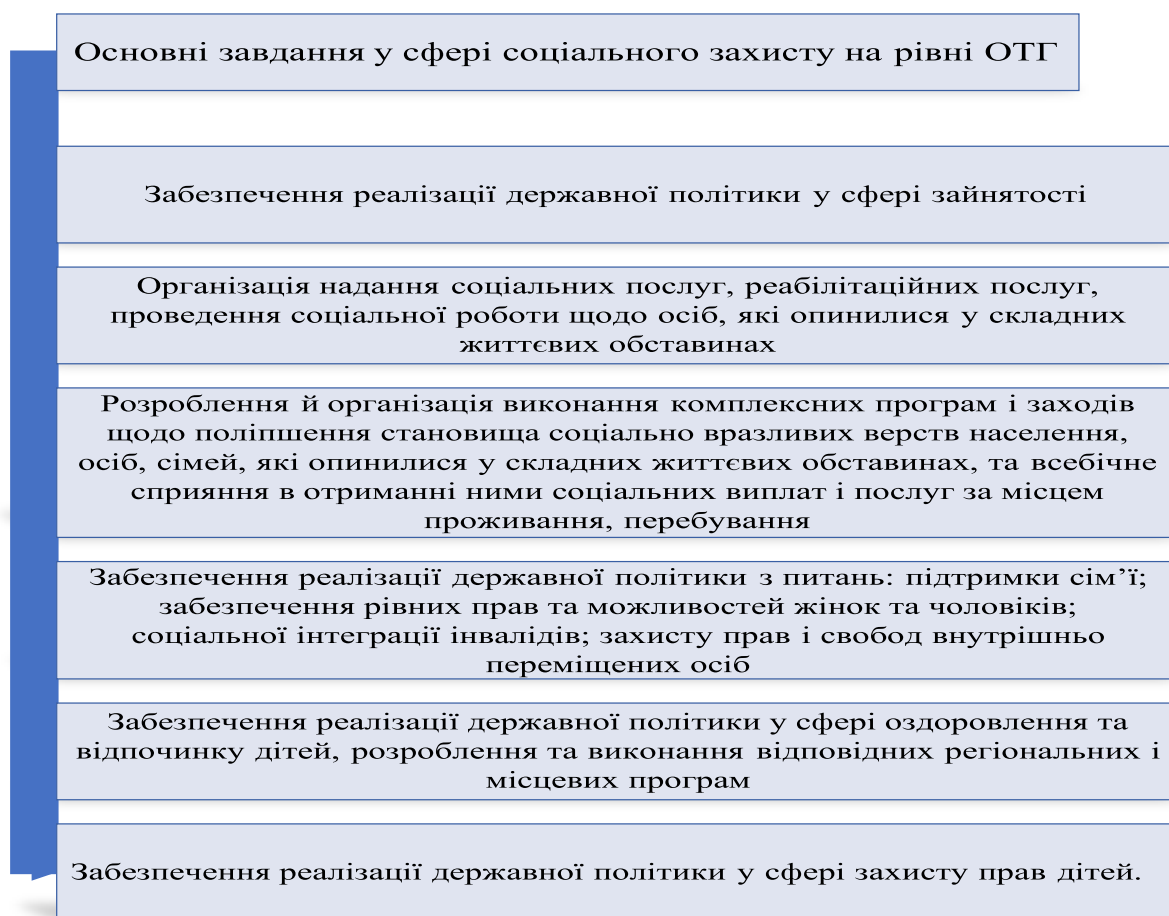 Основні завдання у сфері соціального захисту на рівні ОТГ
Забезпечення реалізації державної політики у сфері зайнятості
Організація надання соціальних послуг, реабілітаційних послуг,
проведення соціальної роботи щодо осіб, які опинилися у складних
життєвих обставинах
Розроблення й організація виконання комплексних програм і заходів
щодо поліпшення становища соціально вразливих верств населення,
осіб, сімей, які опинилися у складних життєвих обставинах, та всебічне
сприяння в отриманні ними соціальних виплат і послуг за місцем
проживання, перебування
Забезпечення реалізації державної політики з питань: підтримки сім’ї;
забезпечення рівних прав та можливостей жінок та чоловіків;
соціальної інтеграції інвалідів; захисту прав і свобод внутрішньо
переміщених осіб
Забезпечення реалізації державної політики у сфері оздоровлення та
відпочинку дітей, розроблення та виконання відповідних регіональних і
місцевих програм
Забезпечення реалізації державної політики у сфері захисту прав дітей.